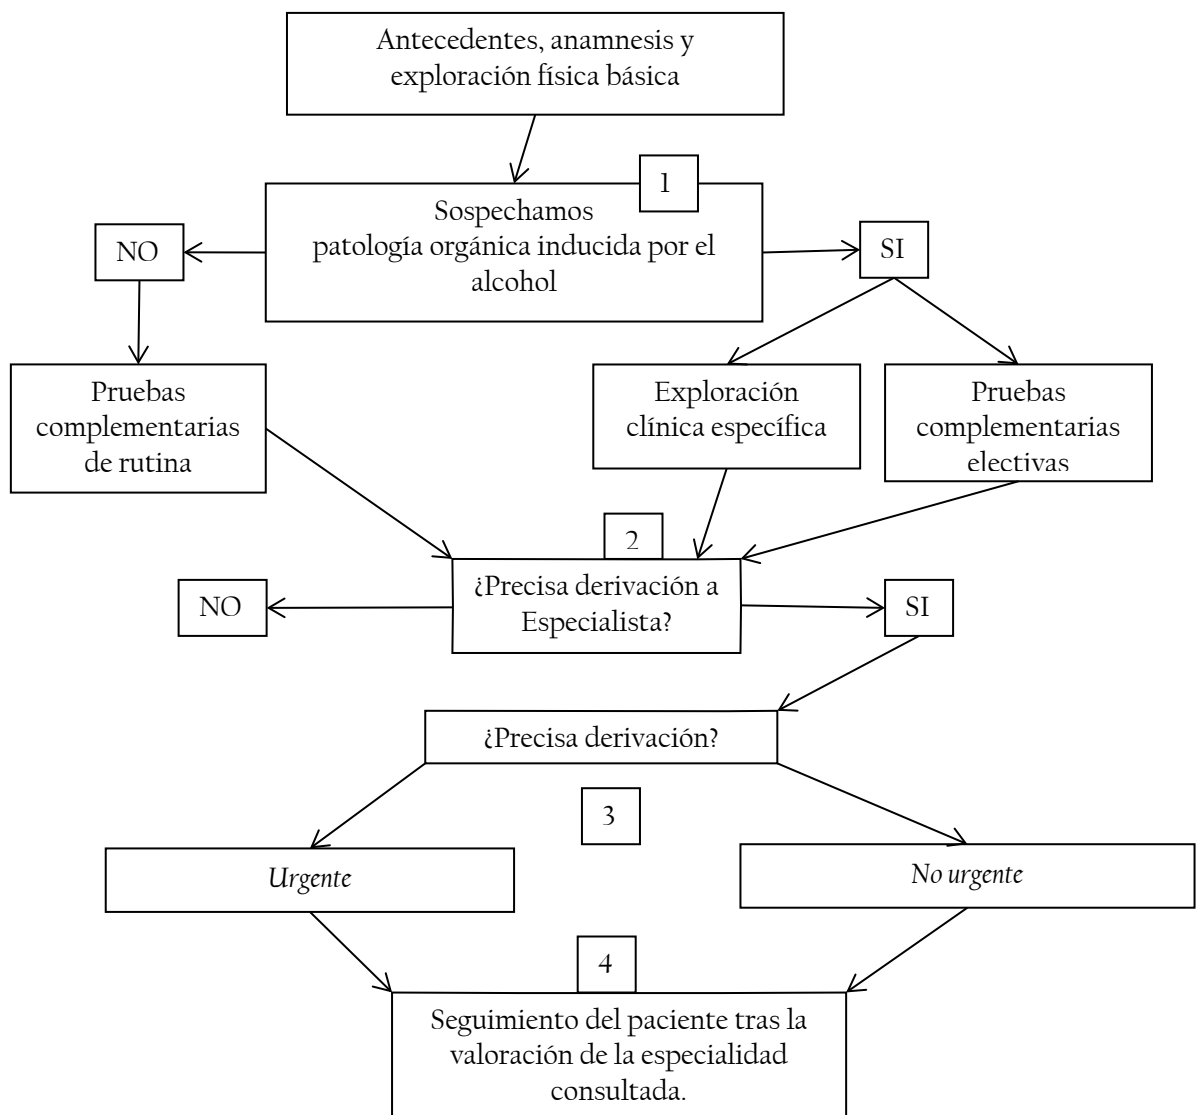 Antecedentes, anamnesis y
exploración física básica
1
Sospechamos
patología orgánica inducida por el
alcohol
NO
SI
Pruebas
complementarias
de rutina
Exploración
clínica específica
Pruebas
complementarias
electivas
2
¿Precisa derivación a
Especialista?
NO
SI
¿Precisa derivación?
3
Urgente
No urgente
4
Seguimiento del paciente tras la
valoración de la especialidad
consultada.